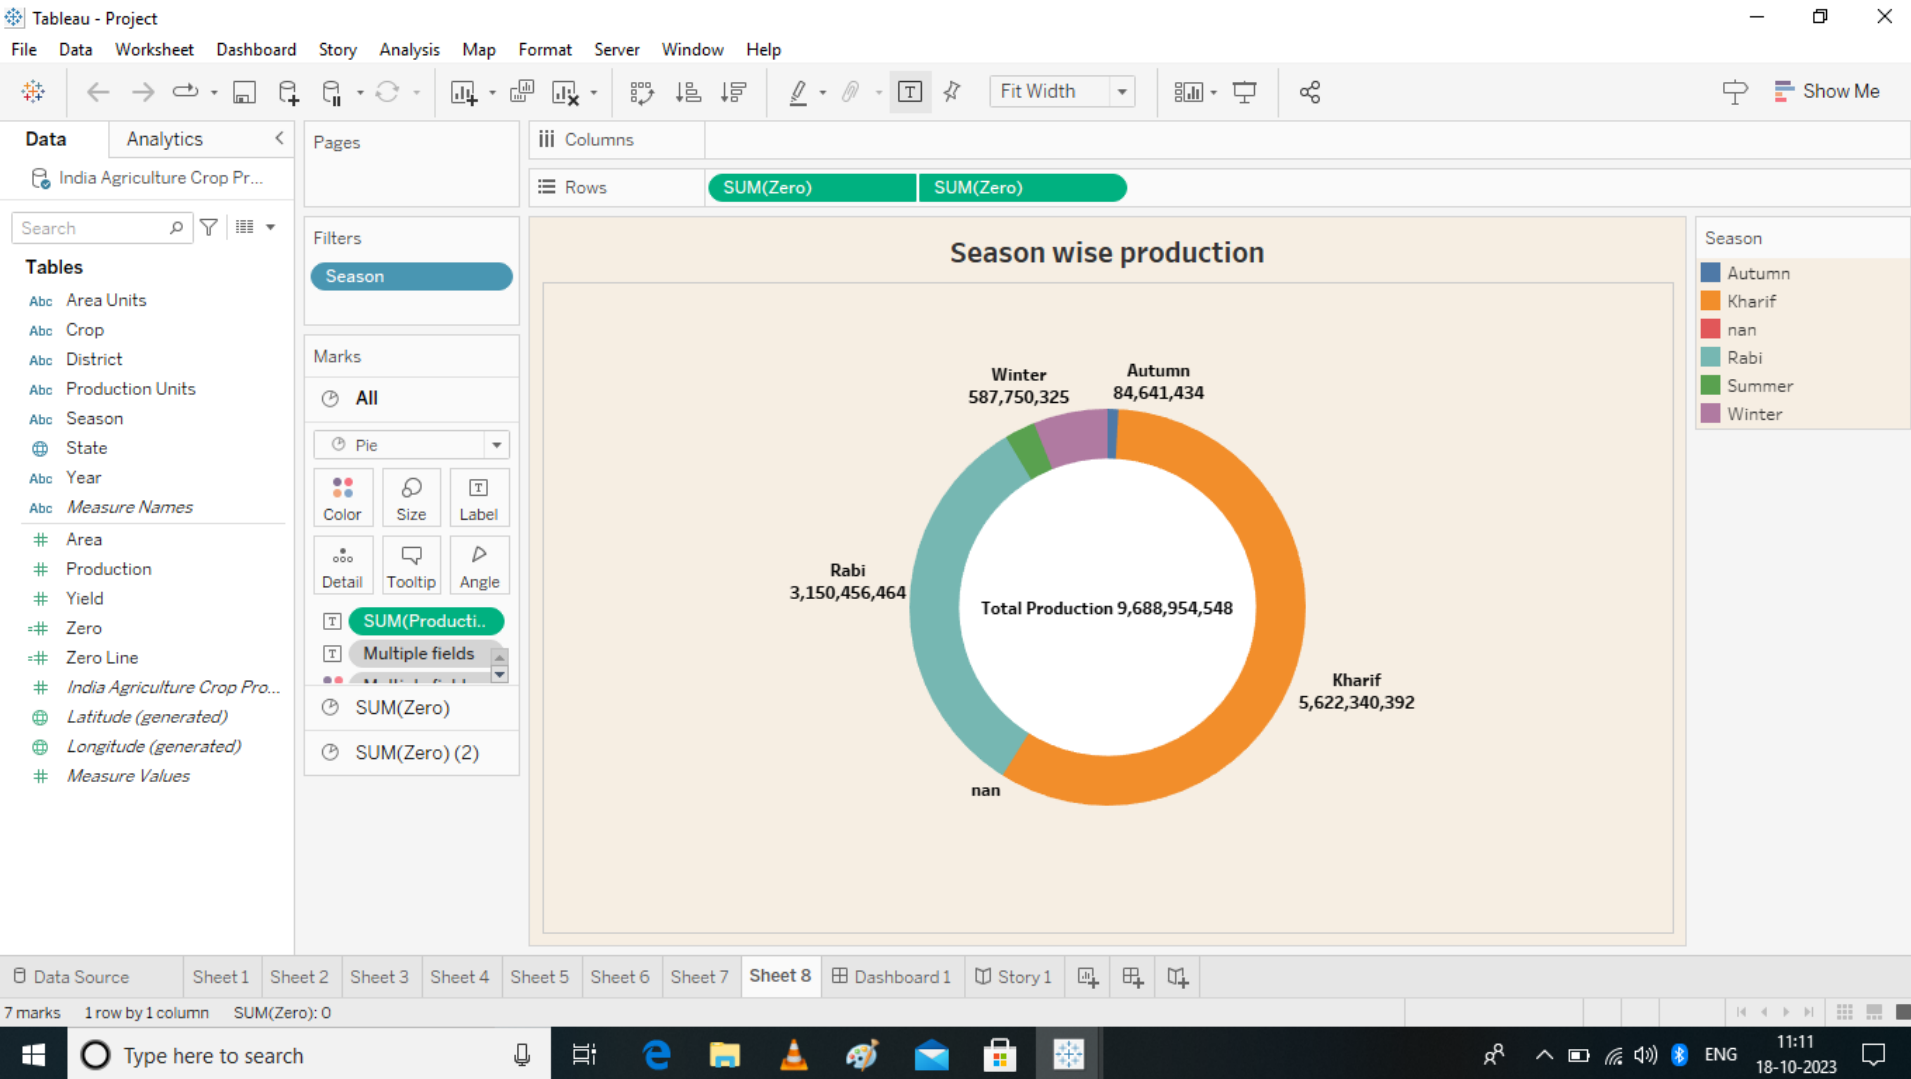 Tableau - Project
File Data Worksheet Dashboard Story Analysis Map Format Server Window Help
Fit Width
Show Me
Data Analytics
India Agriculture Crop Pr...
Search
Tables
Abc Area Units
Abc Crop
Abc District
Abc Production Units
Abc Season
State
Abc Year
Abc Measure Names
# Area
# Production
# Yield
=# Zero
=# Zero Line
# India Agriculture Crop Pro...
Latitude (generated)
Longitude (generated)
# Measure Values
Pages
Filters
Season
Marks
All
Pie
Color Size Label
Detail Tooltip Angle
T SUM(Producti..
T Multiple fields
SUM(Zero)
SUM(Zero) (2)
Columns
Rows SUM(Zero) SUM(Zero)
Season wise production
Winter
587,750,325
Autumn
84,641,434
Rabi
3,150,456,464
Total Production 9,688,954,548
Kharif
5,622,340,392
nan
Season
Autumn
Kharif
nan
Rabi
Summer
Winter
Data Source Sheet 1 Sheet 2 Sheet 3 Sheet 4 Sheet 5 Sheet 6 Sheet 7 Sheet 8 Dashboard 1 Story 1
7 marks 1 row by 1 column SUM(Zero): 0
Type here to search
ENG
11:11
18-10-2023